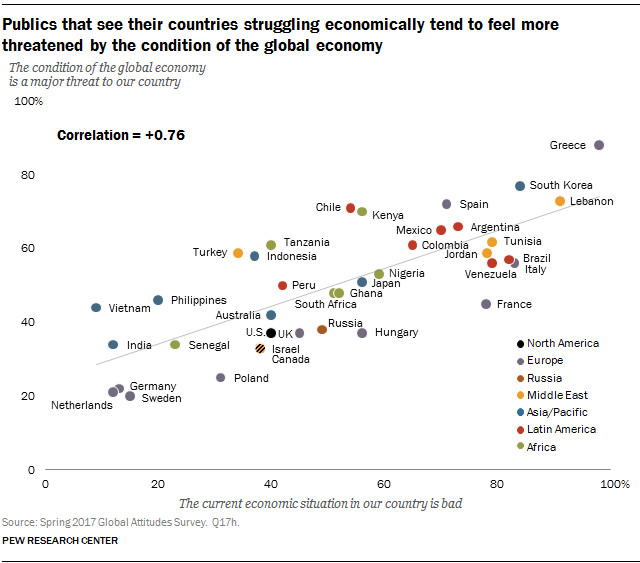 Publics that see their countries struggling economically tend to feel more
threatened by the condition of the global economy
The condition of the global economy
is a major threat to our country
100%
Correlation = +0.76
Greece
80
South Korea
Lebanon
Spain
Chile
Kenya
Mexico
Argentina
Tunisia
Colombia
Tanzania
60
Turkey
Indonesia
Jordan
Brazil
Italy
Venezuela
Nigeria
Peru
Japan
Ghana
South Africa
Philippines
Vietnam
France
Australia
40
Russia
U.S.
UK
Hungary
India
Senegal
Israel
Canada
Poland
Germany
Sweden
Netherlands
20
North America
Europe
Russia
Middle East
Asia/Pacific
Latin America
Africa
0
0
20
40
60
80
100%
The current economic situation in our country is bad
Source: Spring 2017 Global Attitudes Survey. Q17h.
PEW RESEARCH CENTER